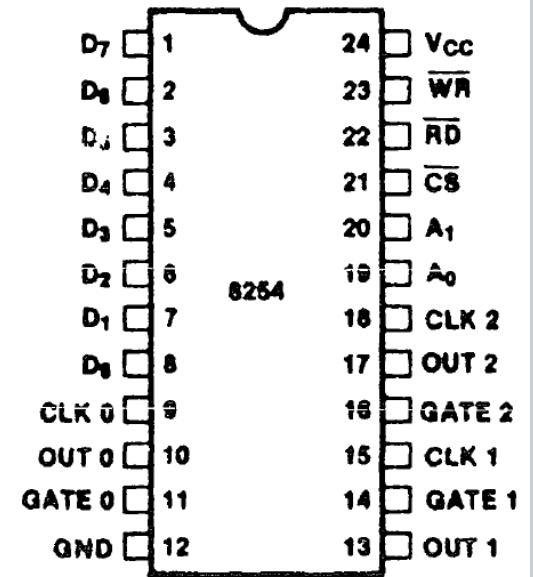 D7 1 24 VCC
D6 2 23 WR
D5 3 22 RD
D4 4 21 CS
D3 5 20 A1
D2 6 19 A0
8254
D1 7 18 CLK 2
D0 8 17 OUT 2
CLK 0 9 16 GATE 2
OUT 0 10 15 CLK 1
GATE 0 11 14 GATE 1
GND 12 13 OUT 1